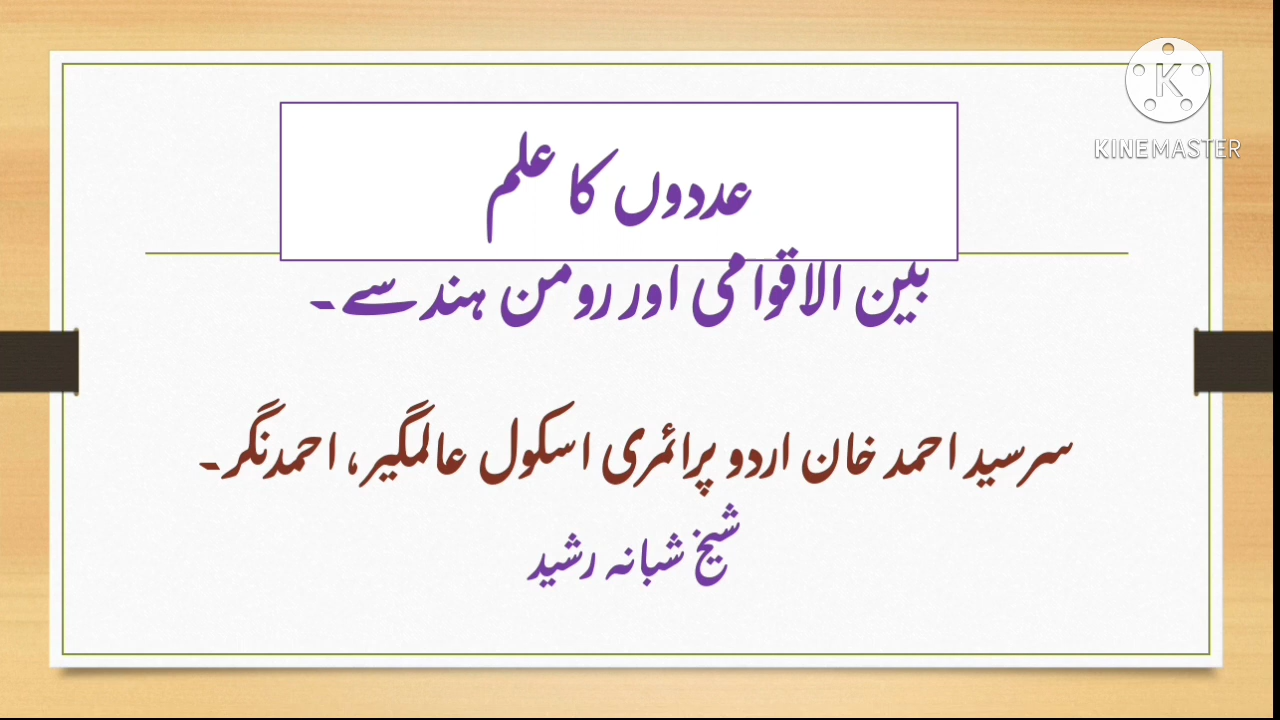 عددوں کا علم
بین الاقوامی اور رومن ہندسے۔
سرسید احمد خان اردو پرائمری اسکول عالمگیر، احمدنگر۔
شیخ شبانہ رشید
K
KINEMASTER